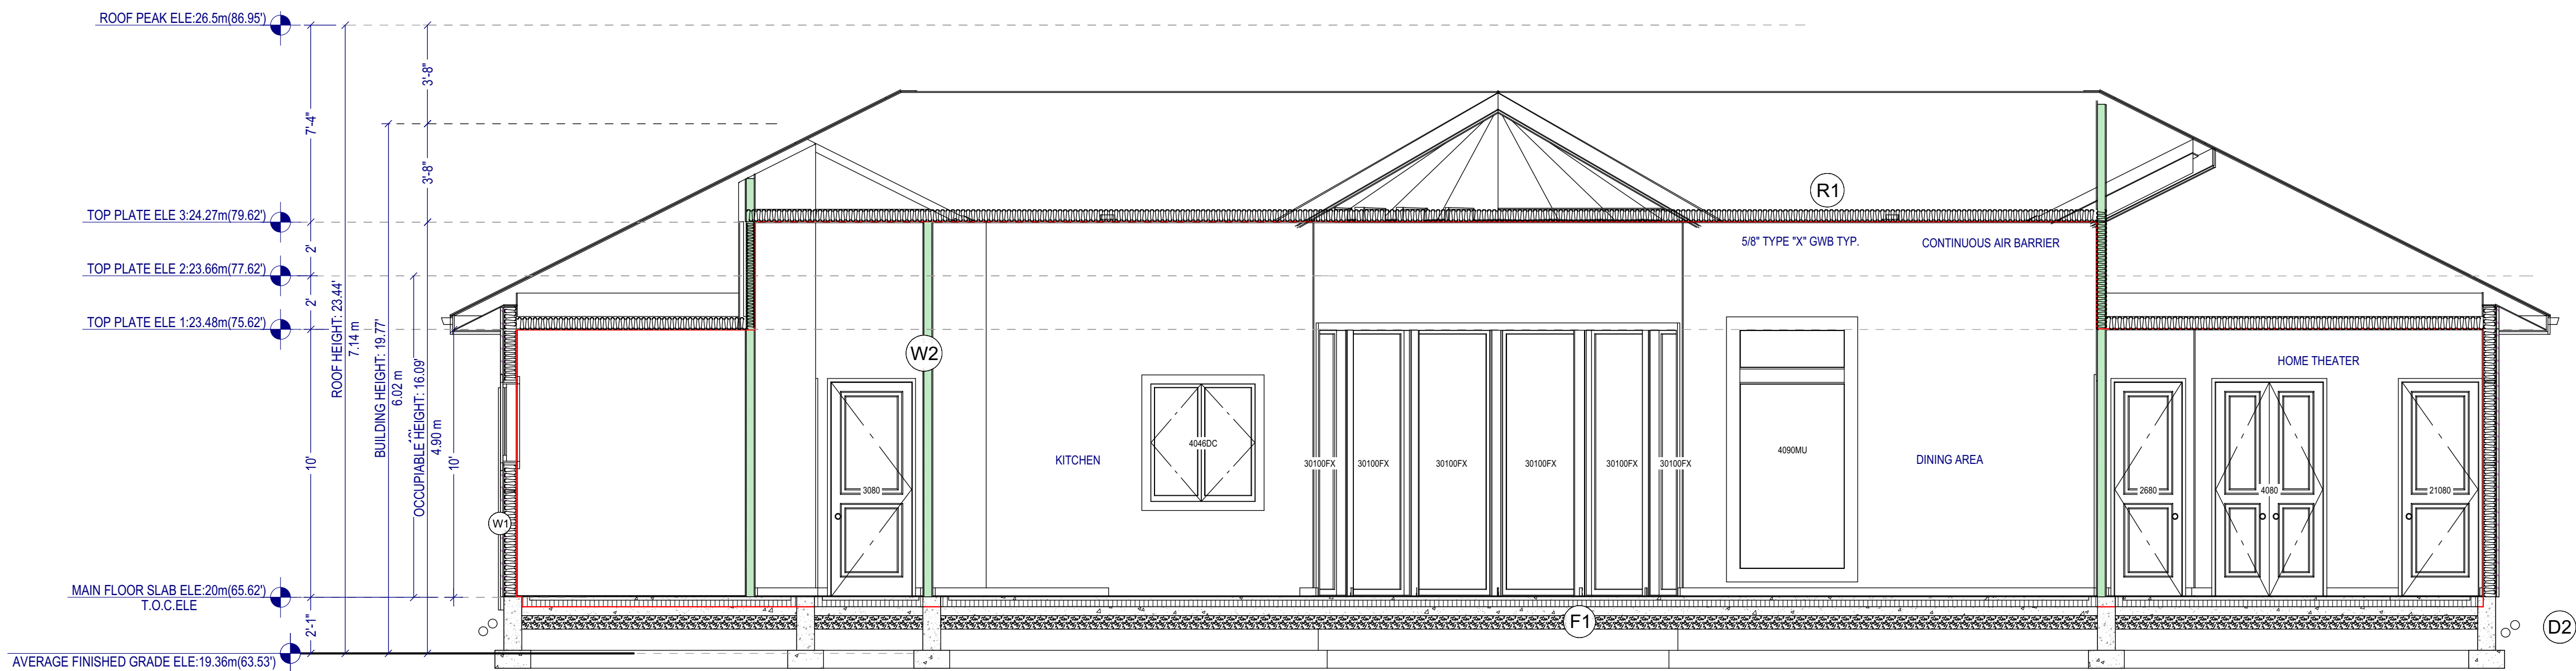 ROOF PEAK ELE:26.5m(86.95')
3'-8"
7'-4"
3'-8"
R1
TOP PLATE ELE 3:24.27m(79.62')
5/8" TYPE "X" GWB TYP.
CONTINUOUS AIR BARRIER
2'
TOP PLATE ELE 2:23.66m(77.62')
2'
TOP PLATE ELE 1:23.48m(75.62')
ROOF HEIGHT: 23.44'
7.14 m
BUILDING HEIGHT: 19.77'
6.02 m
OCCUPIABLE HEIGHT: 16.09'
4.90 m
W2
HOME THEATER
10'
10'
KITCHEN
4046DC
30100FX
30100FX
30100FX
30100FX
30100FX
30100FX
4090MU
DINING AREA
3080
2680
4080
21080
W1
MAIN FLOOR SLAB ELE:20m(65.62')
T.O.C.ELE
2'-1"
F1
D2
AVERAGE FINISHED GRADE ELE:19.36m(63.53')